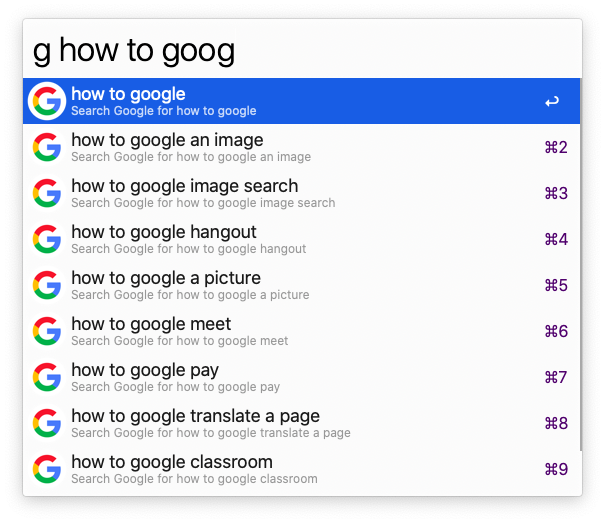 g how to goog
how to google
Search Google for how to google
↩
how to google an image
Search Google for how to google an image
⌘2
how to google image search
Search Google for how to google image search
⌘3
how to google hangout
Search Google for how to google hangout
⌘4
how to google a picture
Search Google for how to google a picture
⌘5
how to google meet
Search Google for how to google meet
⌘6
how to google pay
Search Google for how to google pay
⌘7
how to google translate a page
Search Google for how to google translate a page
⌘8
how to google classroom
Search Google for how to google classroom
⌘9